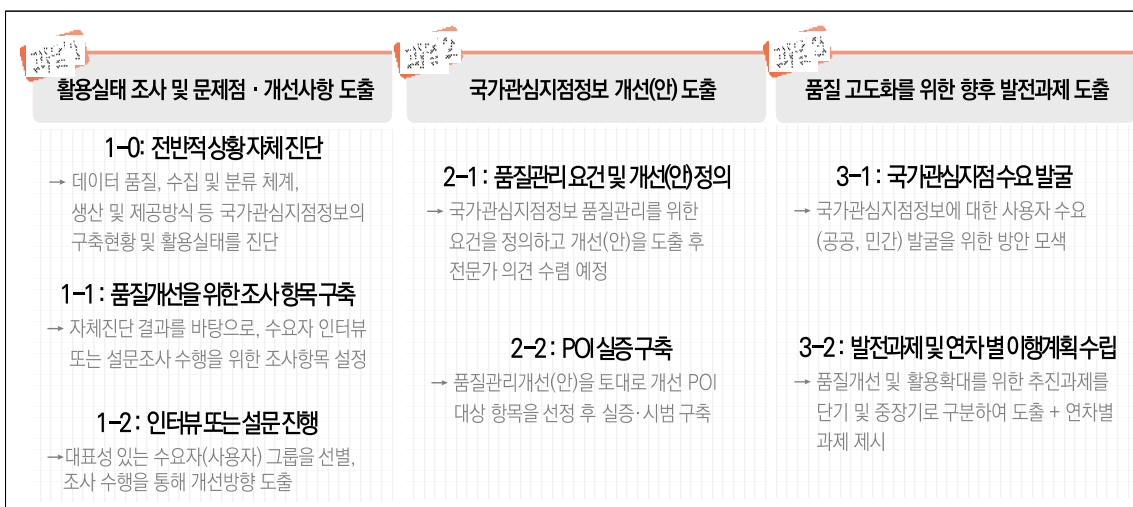 과업 1
활용실태 조사 및 문제점 · 개선사항 도출
1-0: 전반적 상황 자체 진단
→ 데이터 품질, 수집 및 분류 체계,
생산 및 제공방식 등 국가관심지점정보의
구축현황 및 활용실태를 진단
1-1 : 품질개선을 위한 조사 항목 구축
→ 자체진단 결과를 바탕으로, 수요자 인터뷰
또는 설문조사 수행을 위한 조사항목 설정
1-2 : 인터뷰 또는 설문 진행
→대표성 있는 수요자(사용자) 그룹을 선별,
조사 수행을 통해 개선방향 도출
과업 2
국가관심지점정보 개선(안) 도출
2-1 : 품질관리 요건 및 개선(안) 정의
→ 국가관심지점정보 품질관리를 위한
요건을 정의하고 개선(안)을 도출 후
전문가 의견 수렴 예정
2-2 : POI 실증 구축
→ 품질관리개선(안)을 토대로 개선 POI
대상 항목을 선정 후 실증·시범 구축
과업 3
품질 고도화를 위한 향후 발전과제 도출
3-1 : 국가관심지점 수요 발굴
→ 국가관심지점정보에 대한 사용자 수요
(공공, 민간) 발굴을 위한 방안 모색
3-2 : 발전과제 및 연차 별 이행계획 수립
→ 품질개선 및 활용확대를 위한 추진과제를
단기 및 중장기로 구분하여 도출 + 연차별
과제 제시